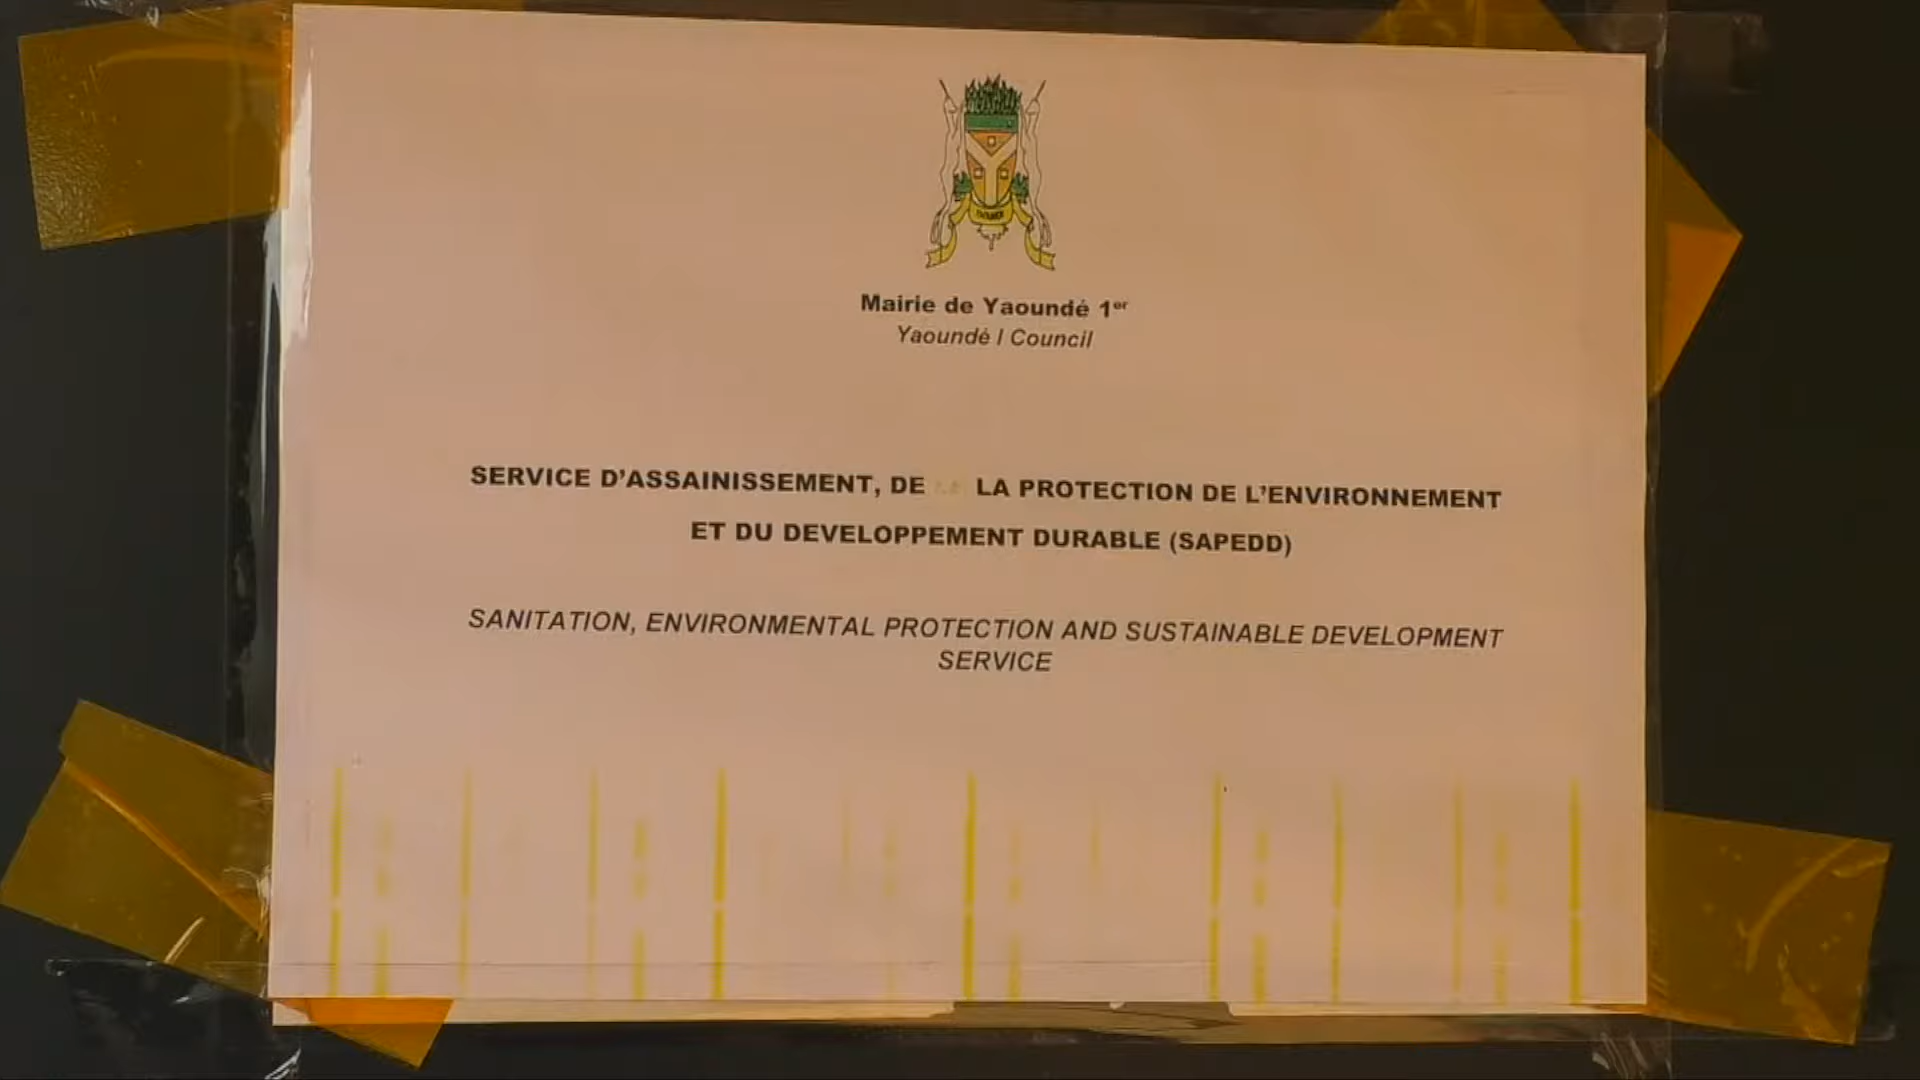 YAOUNDE
Mairie de Yaoundé 1er
Yaoundé I Council
SERVICE D'ASSAINISSEMENT, DE LA PROTECTION DE L'ENVIRONNEMENT
ET DU DEVELOPPEMENT DURABLE (SAPEDD)
SANITATION, ENVIRONMENTAL PROTECTION AND SUSTAINABLE DEVELOPMENT
SERVICE